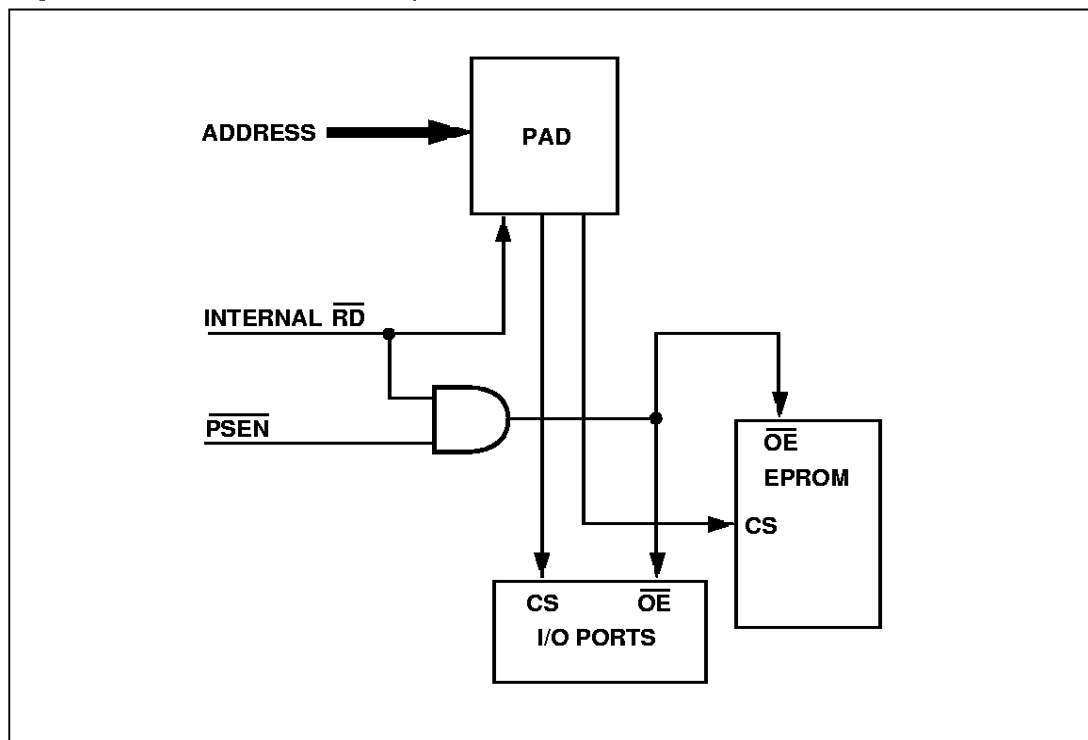 PAD
ADDRESS
INTERNAL RD
PSEN
OE
EPROM
CS
CS OE
I/O PORTS